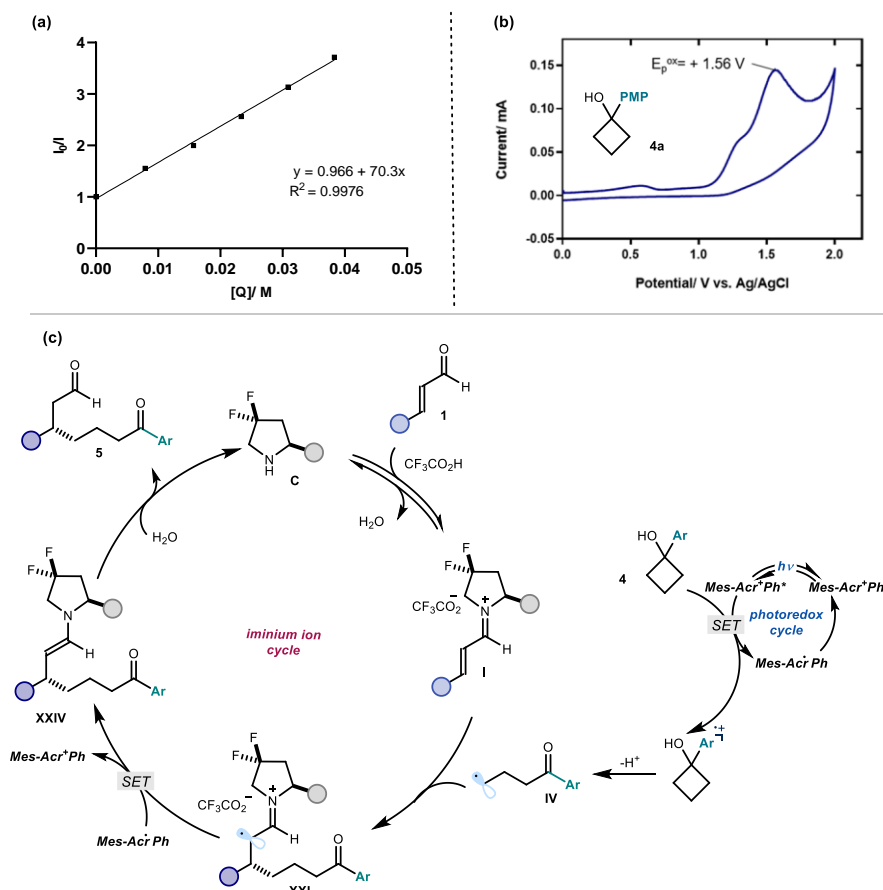 (a)
4
3
2
1
0
I₀/I
y = 0.966 + 70.3x
R² = 0.9976
0.00 0.01 0.02 0.03 0.04 0.05
[Q]/ M
(b)
Eₚᵒˣ= + 1.56 V
0.15
0.10
0.05
0.00
-0.05
Current/ mA
HO PMP
4a
0.0 0.5 1.0 1.5 2.0
Potential/ V vs. Ag/AgCl
(c)
O
H
O
Ar
5
F
F
N
H
C
O
H
1
CF₃CO₂H
H₂O
H₂O
F
F
N
H
O
Ar
XXIV
iminium ion
cycle
F
F
CF₃CO₂⁻
N
+
H
I
HO Ar
4
hν
Mes-Acr⁺Ph* Mes-Acr⁺Ph
SET
photoredox
cycle
Mes-Acr Ph
HO Ar
•+
-H⁺
O
Ar
IV
Mes-Acr⁺Ph
SET
Mes-Acr Ph
F
F
CF₃CO₂⁻
N
+
H
O
Ar
XXI